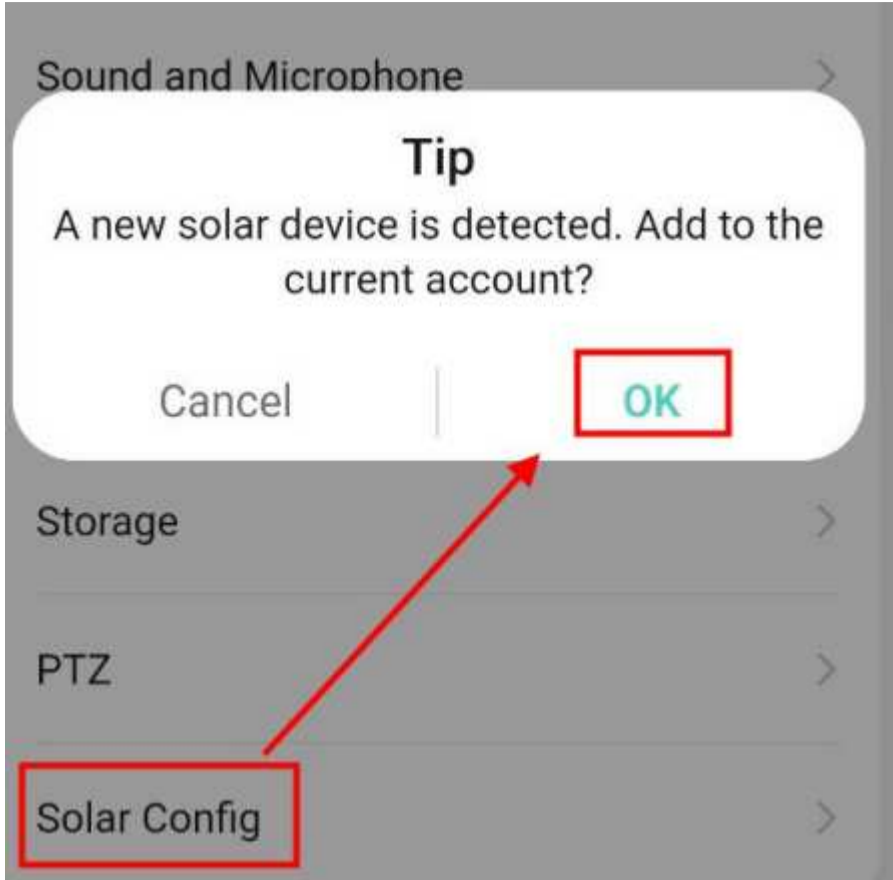 Sound and Microphone
Tip
A new solar device is detected. Add to the
current account?
Cancel
OK
Storage
PTZ
Solar Config